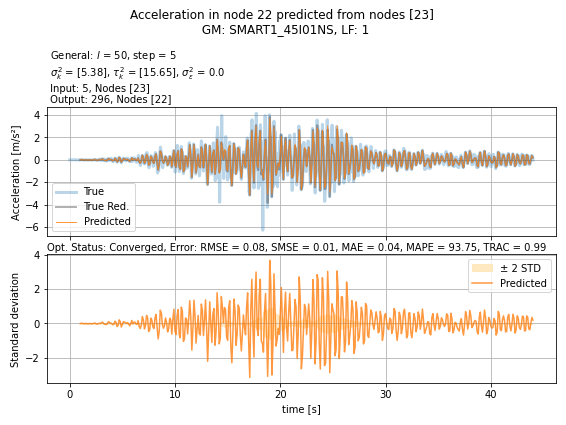 Acceleration in node 22 predicted from nodes [23]
GM: SMART1_45I01NS, LF: 1
General: l = 50, step = 5
σ²ₖ = [5.38], τ²ₖ = [15.65], σ²ε = 0.0
Input: 5, Nodes [23]
Output: 296, Nodes [22]
Acceleration [m/s²]
4
2
0
−2
−4
−6
True
True Red.
Predicted
Opt. Status: Converged, Error: RMSE = 0.08, SMSE = 0.01, MAE = 0.04, MAPE = 93.75, TRAC = 0.99
Standard deviation
4
2
0
−2
± 2 STD
Predicted
0
10
20
30
40
time [s]